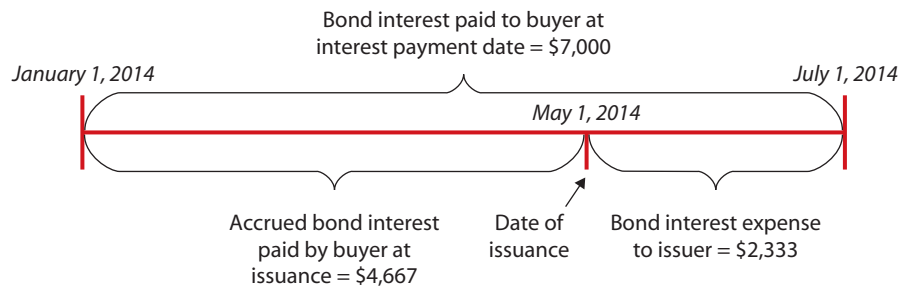 Bond interest paid to buyer at
interest payment date = $7,000
January 1, 2014
July 1, 2014
May 1, 2014
Accrued bond interest
paid by buyer at
issuance = $4,667
Date of
issuance
Bond interest expense
to issuer = $2,333